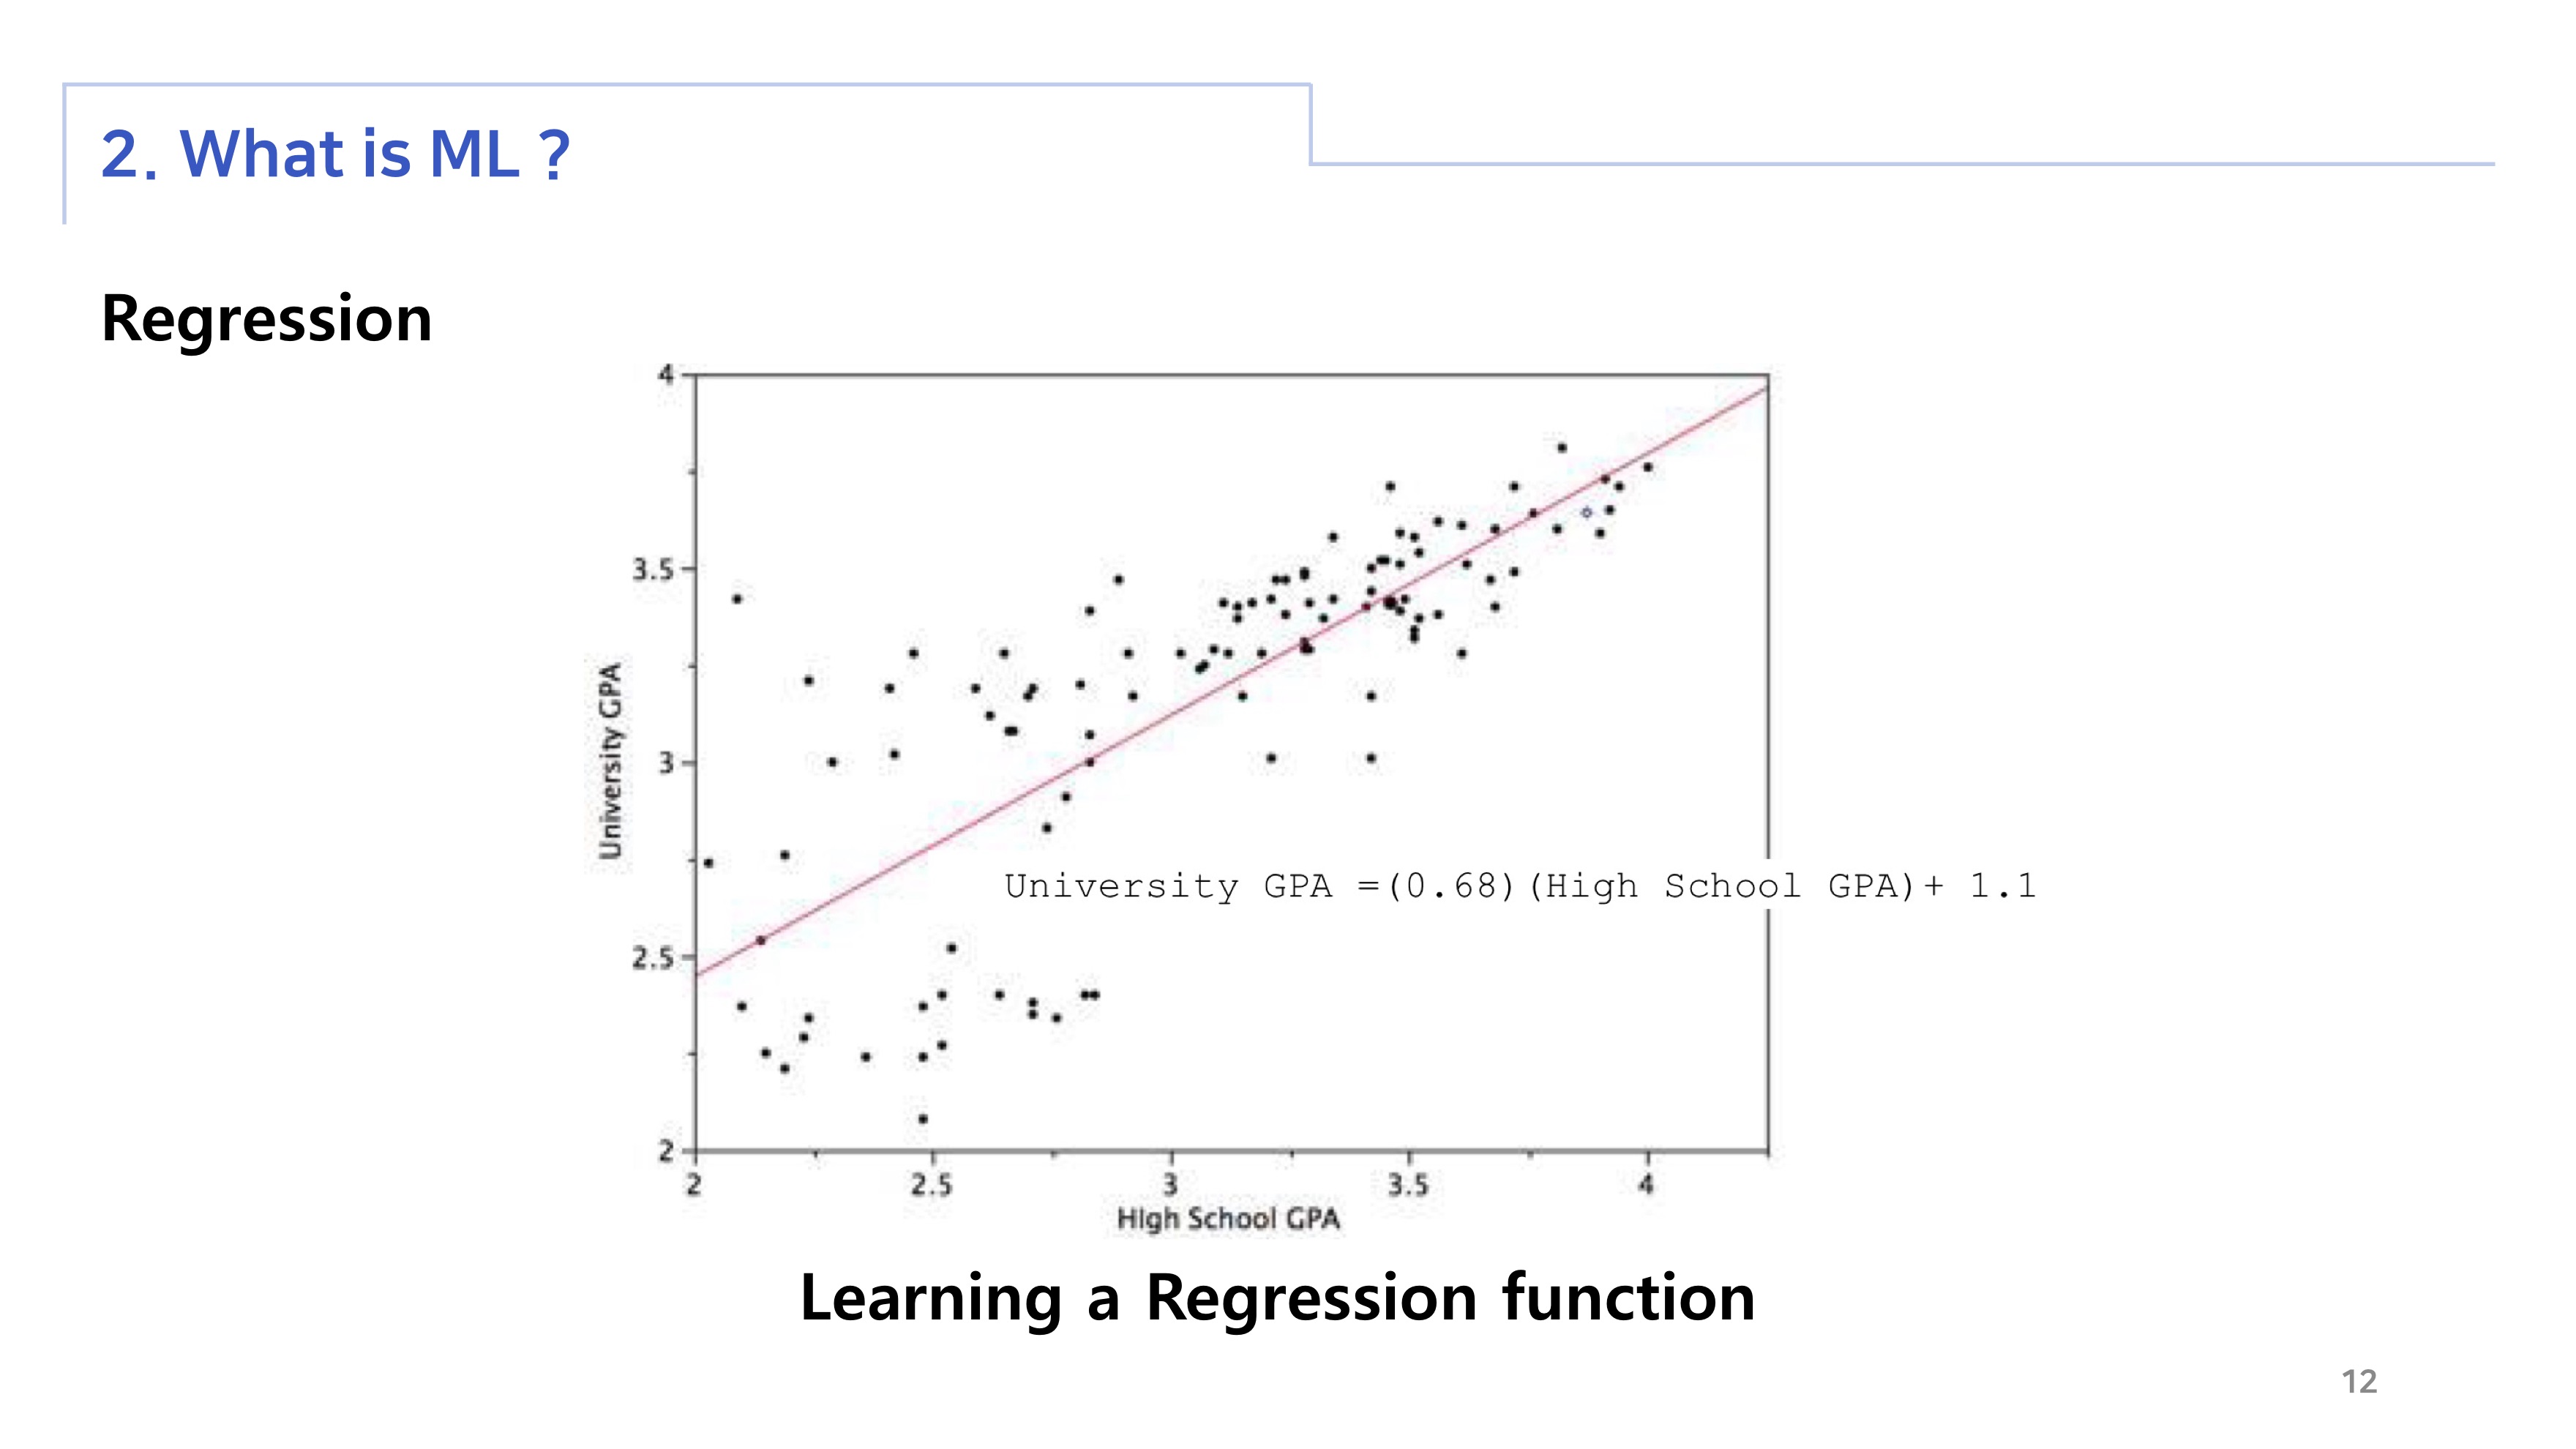 2. What is ML ?
Regression
4
3.5
3
2.5
2
University GPA
University GPA =(0.68)(High School GPA)+ 1.1
2
2.5
3
3.5
4
High School GPA
Learning a Regression function
12